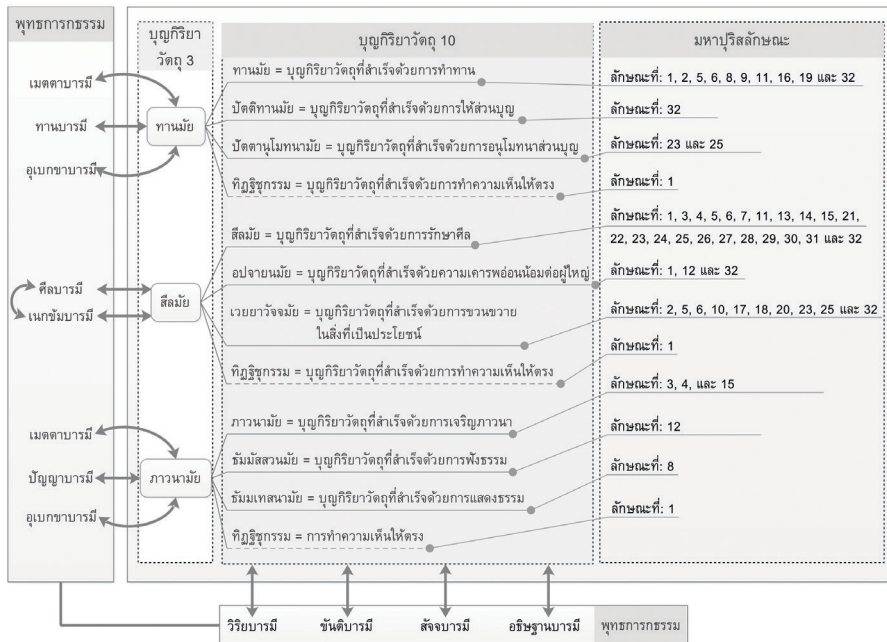 พุทธการกธรรม
เมตตาบารมี
ทานบารมี
อุเบกขาบารมี
ศีลบารมี
เนกขัมบารมี
เมตตาบารมี
ปัญญาบารมี
อุเบกขาบารมี
บุญกิริยา
วัตถุ 3
ทานมัย
สีลมัย
ภาวนามัย
บุญกิริยาวัตถุ 10
ทานมัย = บุญกิริยาวัตถุที่สำเร็จด้วยการทำทาน
ปัตติทานมัย = บุญกิริยาวัตถุที่สำเร็จด้วยการให้ส่วนบุญ
ปัตตานุโมทนามัย = บุญกิริยาวัตถุที่สำเร็จด้วยการอนุโมทนาส่วนบุญ
ทิฏฐิชุกรรม = บุญกิริยาวัตถุที่สำเร็จด้วยการทำความเห็นให้ตรง
สีลมัย = บุญกิริยาวัตถุที่สำเร็จด้วยการรักษาศีล
อปจายนมัย = บุญกิริยาวัตถุที่สำเร็จด้วยความเคารพอ่อนน้อมต่อผู้ใหญ่
เวยยาวัจจมัย = บุญกิริยาวัตถุที่สำเร็จด้วยการขวนขวาย
ในสิ่งที่เป็นประโยชน์
ทิฏฐิชุกรรม = บุญกิริยาวัตถุที่สำเร็จด้วยการทำความเห็นให้ตรง
ภาวนามัย = บุญกิริยาวัตถุที่สำเร็จด้วยการเจริญภาวนา
ธัมมัสสวนมัย = บุญกิริยาวัตถุที่สำเร็จด้วยการฟังธรรม
ธัมมเทสนามัย = บุญกิริยาวัตถุที่สำเร็จด้วยการแสดงธรรม
ทิฏฐิชุกรรม = การทำความเห็นให้ตรง
มหาปุริสลักษณะ
ลักษณะที่: 1, 2, 5, 6, 8, 9, 11, 16, 19 และ 32
ลักษณะที่: 32
ลักษณะที่: 23 และ 25
ลักษณะที่: 1
ลักษณะที่: 1, 3, 4, 5, 6, 7, 11, 13, 14, 15, 21,
22, 23, 24, 25, 26, 27, 28, 29, 30, 31 และ 32
ลักษณะที่: 1, 12 และ 32
ลักษณะที่: 2, 5, 6, 10, 17, 18, 20, 23, 25 และ 32
ลักษณะที่: 1
ลักษณะที่: 3, 4, และ 15
ลักษณะที่: 12
ลักษณะที่: 8
ลักษณะที่: 1
วิริยบารมี
ขันติบารมี
สัจจบารมี
อธิษฐานบารมี
พุทธการกธรรม